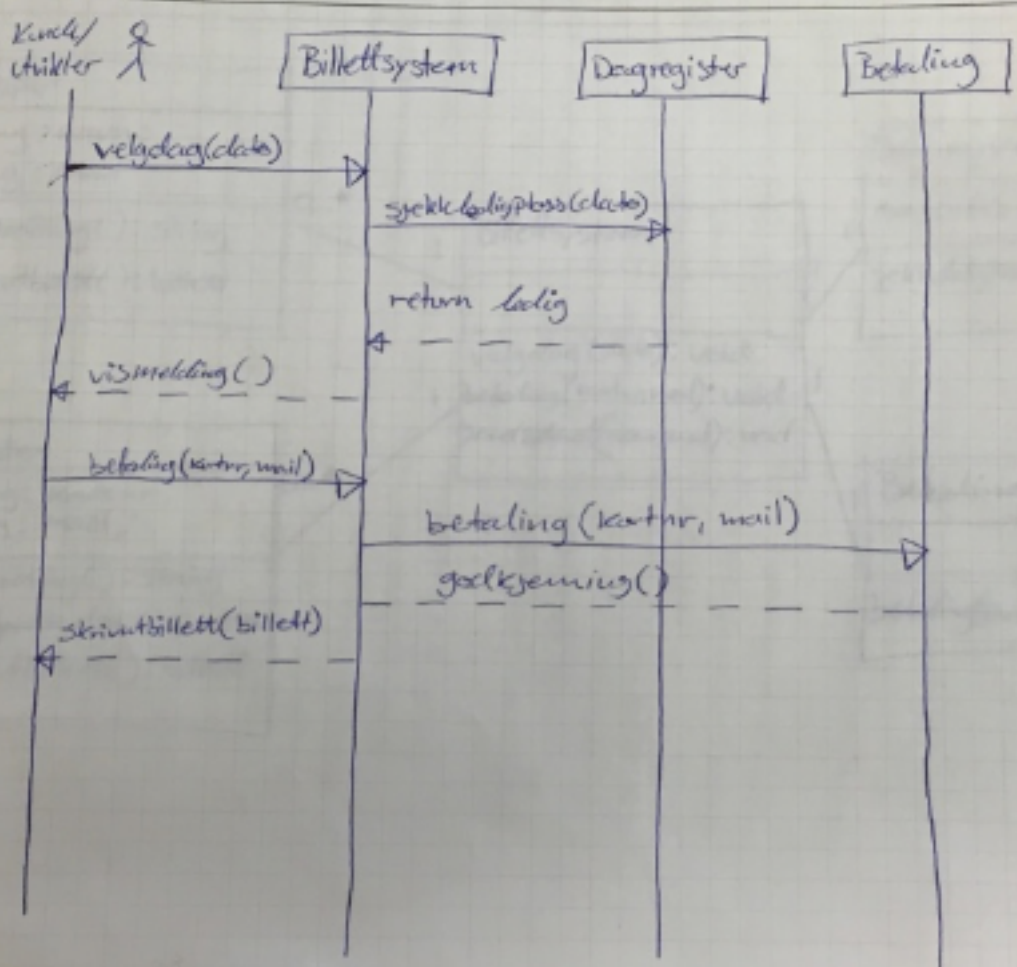 Kunde/
utvikler
Billettsystem
Dagregister
Betaling
velgdag(dato)
sjekkledigplass(dato)
return ledig
vismelding()
betaling(kortnr, mail)
betaling (kortnr, mail)
godkjenning()
skrivutbillett(billett)